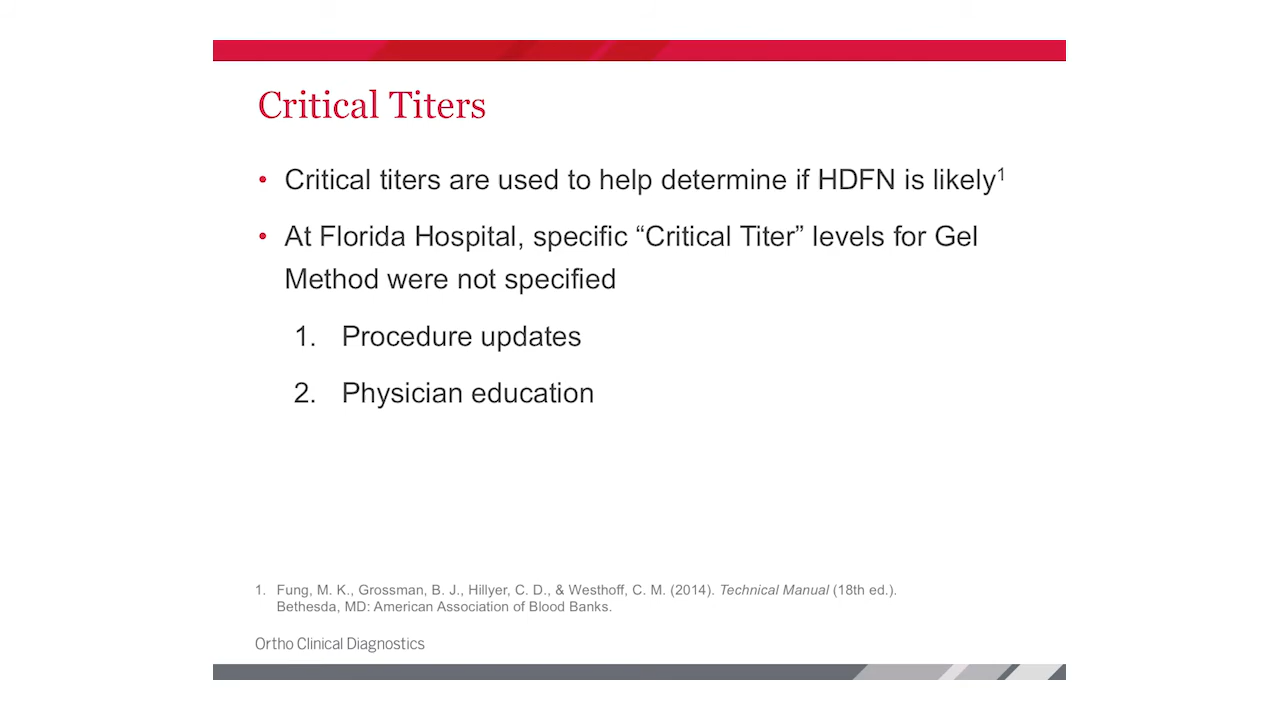 Critical Titers
• Critical titers are used to help determine if HDFN is likely1
• At Florida Hospital, specific “Critical Titer” levels for Gel
Method were not specified
1. Procedure updates
2. Physician education
1. Fung, M. K., Grossman, B. J., Hillyer, C. D., & Westhoff, C. M. (2014). Technical Manual (18th ed.).
Bethesda, MD: American Association of Blood Banks.
Ortho Clinical Diagnostics